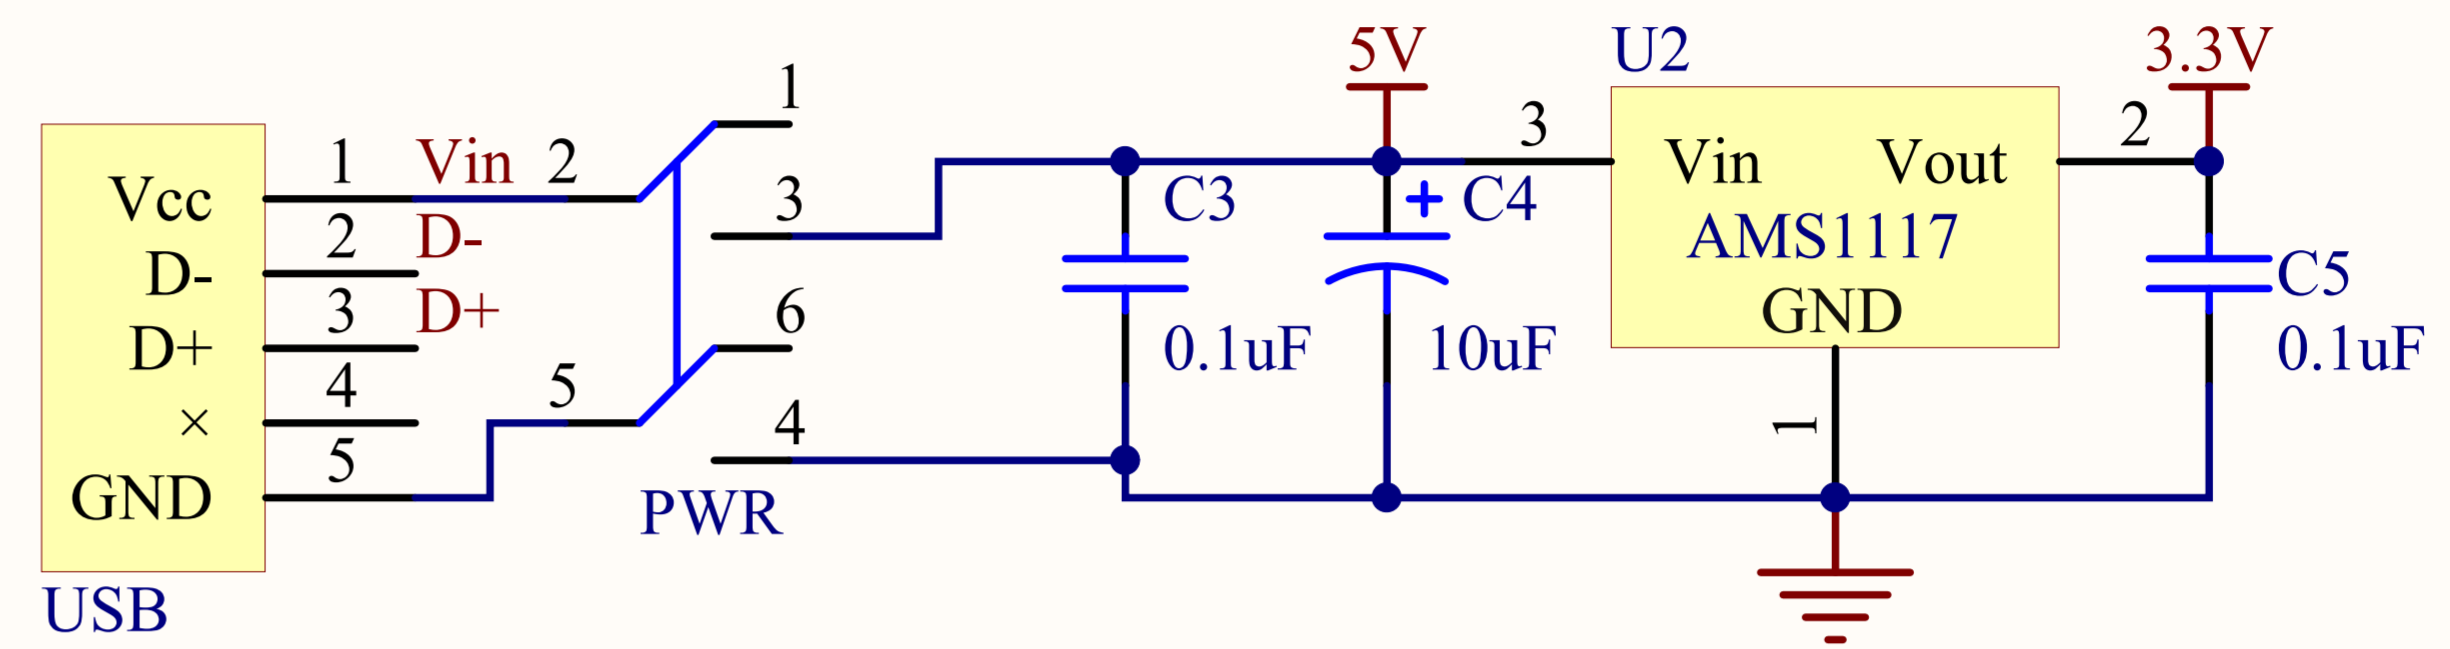 Vcc
D-
D+
×
GND
USB
1
2
3
4
5
Vin
D-
D+
2
5
1
3
6
4
PWR
C3
0.1uF
5V
+
C4
10uF
U2
3
Vin
Vout
AMS1117
GND
1
2
3.3V
C5
0.1uF